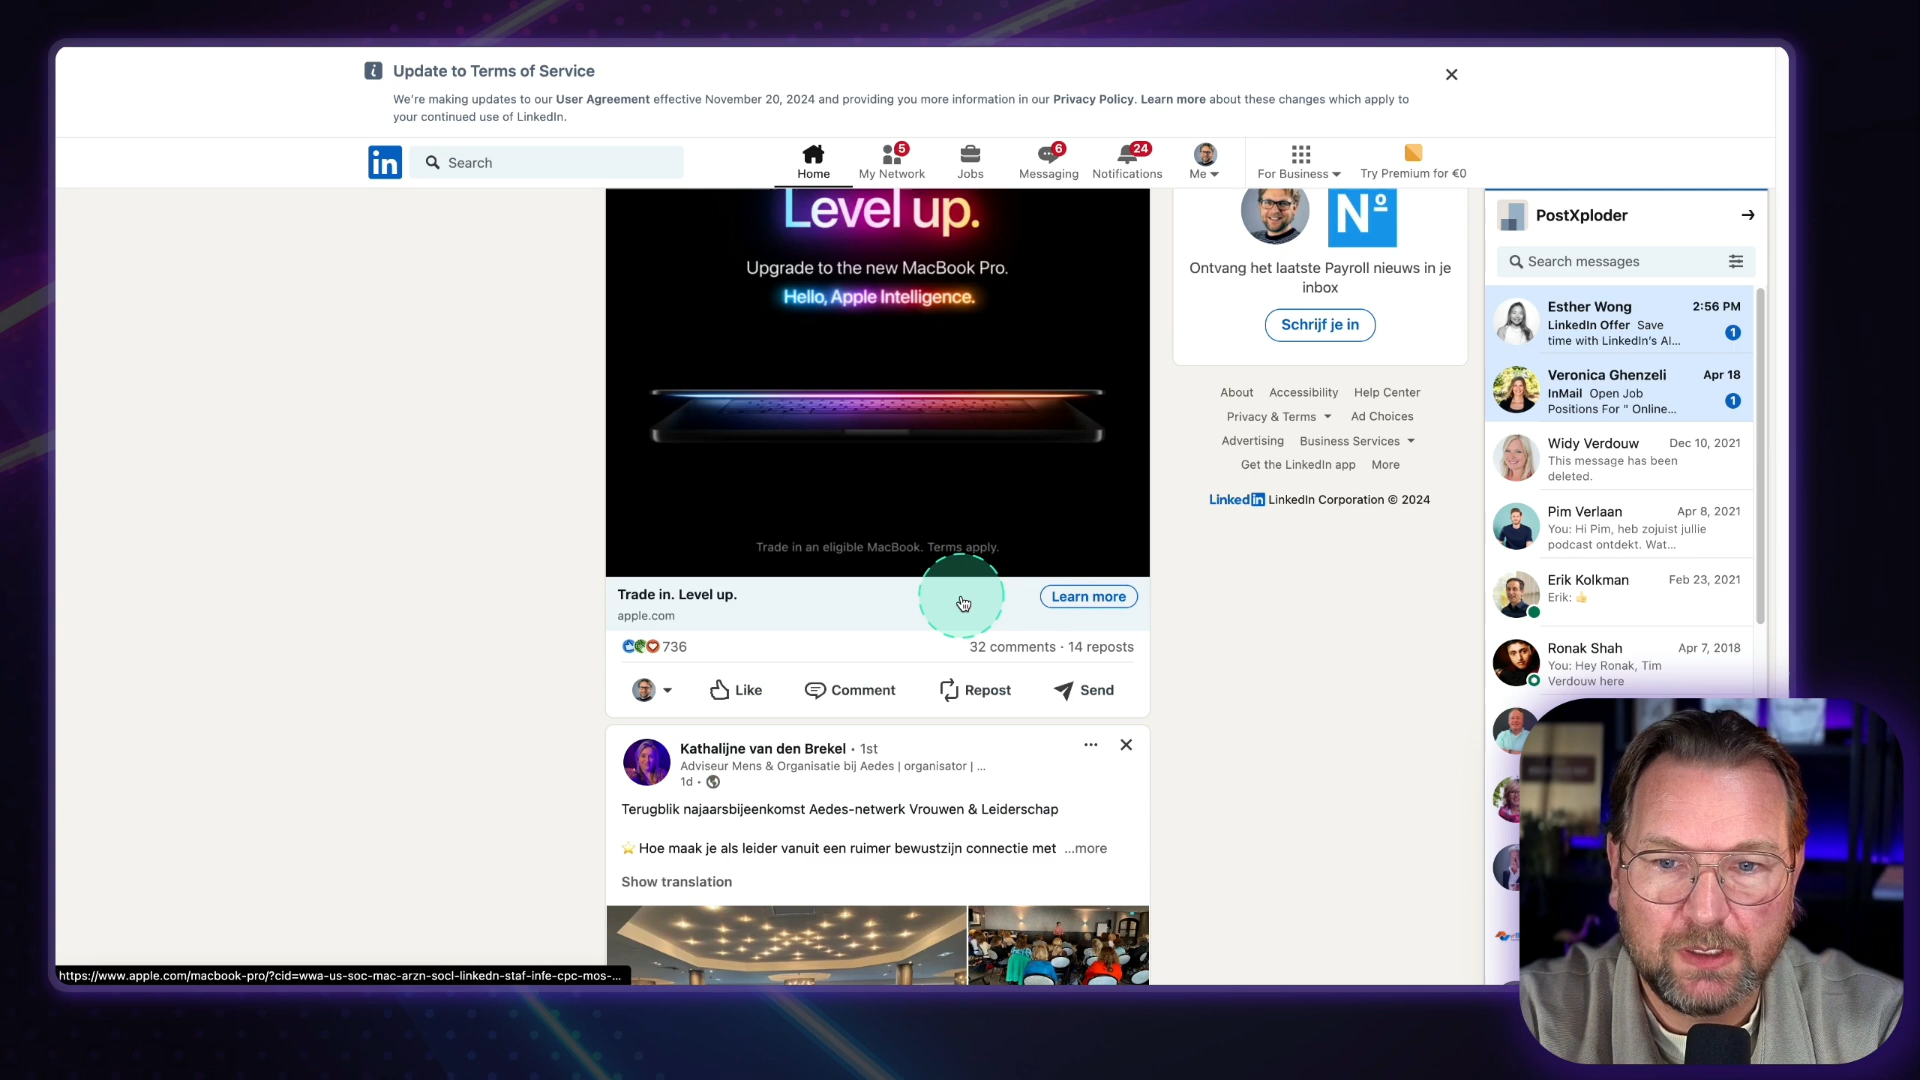 Update to Terms of Service
We're making updates to our User Agreement effective November 20, 2024 and providing you more information in our Privacy Policy. Learn more about these changes which apply to
your continued use of LinkedIn.
in
Search
Home
5
My Network
Jobs
6
Messaging
24
Notifications
Me
For Business
Try Premium for €0
Level up.
Upgrade to the new MacBook Pro.
Hello, Apple Intelligence.
Trade in an eligible MacBook. Terms apply.
Trade in. Level up.
apple.com
Learn more
736
32 comments · 14 reposts
Like
Comment
Repost
Send
Kathalijne van den Brekel · 1st
Adviseur Mens & Organisatie bij Aedes | organisator | ...
1d ·
Terugblik najaarsbijeenkomst Aedes-netwerk Vrouwen & Leiderschap
⭐ Hoe maak je als leider vanuit een ruimer bewustzijn connectie met ...more
Show translation
Nº
Ontvang het laatste Payroll nieuws in je
inbox
Schrijf je in
About Accessibility Help Center
Privacy & Terms Ad Choices
Advertising Business Services
Get the LinkedIn app More
LinkedIn LinkedIn Corporation © 2024
PostXploder
Search messages
Esther Wong 2:56 PM
LinkedIn Offer Save
time with LinkedIn's AI...
1
Veronica Ghenzeli Apr 18
InMail Open Job
Positions For " Online...
1
Widy Verdouw Dec 10, 2021
This message has been
deleted.
Pim Verlaan Apr 8, 2021
You: Hi Pim, heb zojuist jullie
podcast ontdekt. Wat...
Erik Kolkman Feb 23, 2021
Erik: 👍
Ronak Shah Apr 7, 2018
You: Hey Ronak, Tim
Verdouw here
https://www.apple.com/macbook-pro/?cid=wwa-us-soc-mac-arzn-socl-linkedn-staf-infe-cpc-mos-...